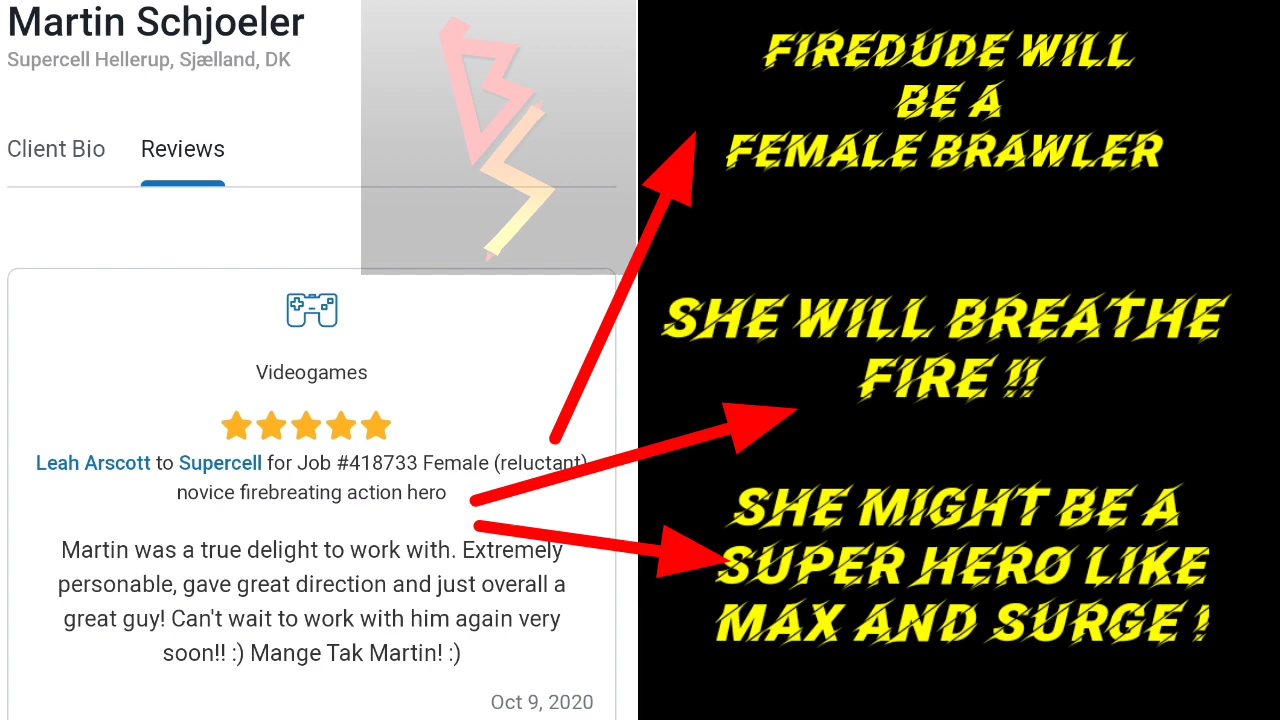 Martin Schjoeler
Supercell Hellerup, Sjælland, DK
Client Bio Reviews
Videogames
Leah Arscott to Supercell for Job #418733 Female (reluctant)
novice firebreating action hero
Martin was a true delight to work with. Extremely
personable, gave great direction and just overall a
great guy! Can't wait to work with him again very
soon!! :) Mange Tak Martin! :)
Oct 9, 2020
FIREDUDE WILL
BE A
FEMALE BRAWLER
SHE WILL BREATHE
FIRE !!
SHE MIGHT BE A
SUPER HERO LIKE
MAX AND SURGE !